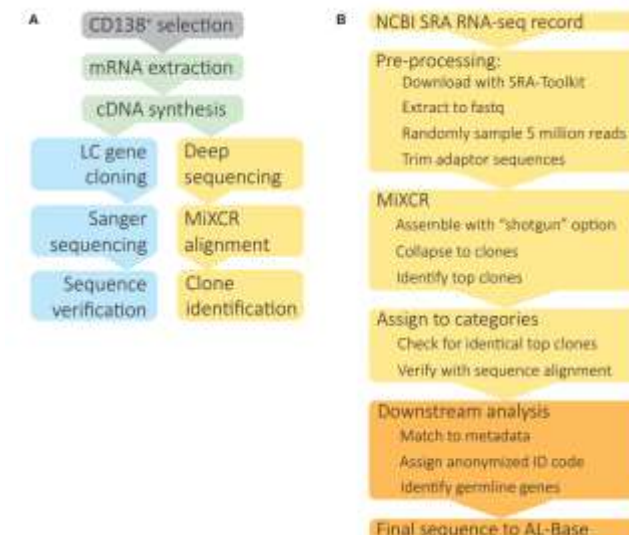 A
CD138⁺ selection
mRNA extraction
cDNA synthesis
LC gene
cloning
Deep
sequencing
Sanger
sequencing
MiXCR
alignment
Sequence
verification
Clone
identification
B
NCBI SRA RNA-seq record
Pre-processing:
Download with SRA-Toolkit
Extract to fastq
Randomly sample 5 million reads
Trim adaptor sequences
MiXCR
Assemble with "shotgun" option
Collapse to clones
Identify top clones
Assign to categories
Check for identical top clones
Verify with sequence alignment
Downstream analysis
Match to metadata
Assign anonymized ID code
Identify germline genes
Final sequence to AL-Base